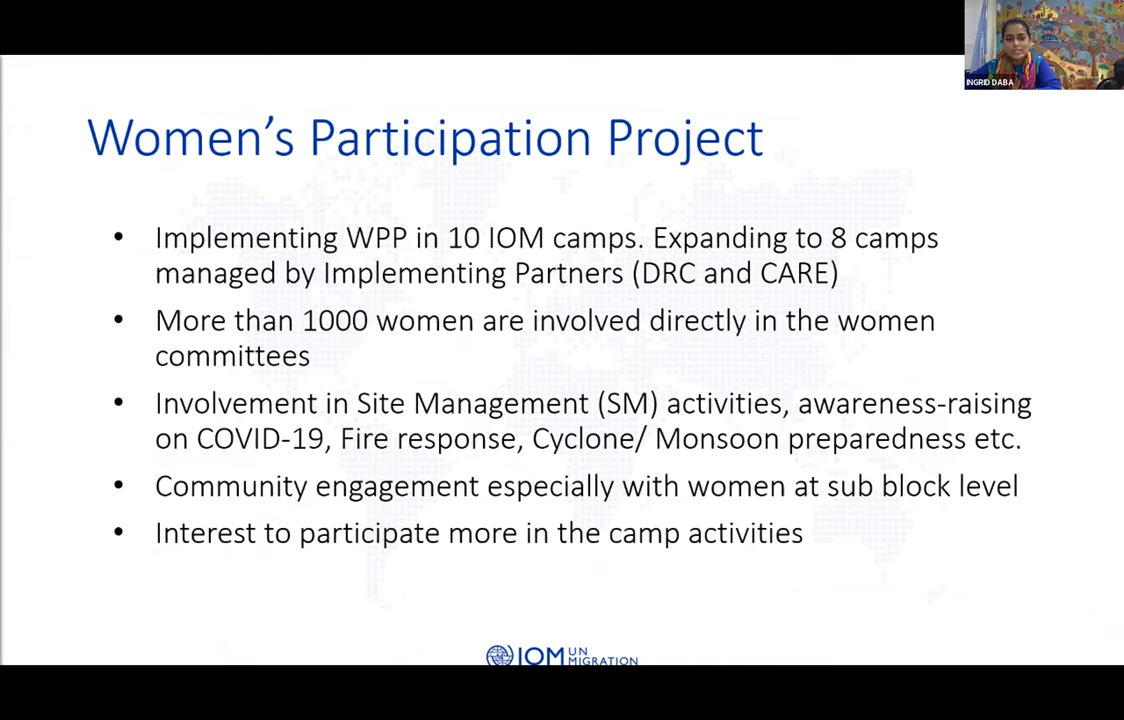 INGRID DABA
Women's Participation Project
• Implementing WPP in 10 IOM camps. Expanding to 8 camps
managed by Implementing Partners (DRC and CARE)
• More than 1000 women are involved directly in the women
committees
• Involvement in Site Management (SM) activities, awareness-raising
on COVID-19, Fire response, Cyclone/ Monsoon preparedness etc.
• Community engagement especially with women at sub block level
• Interest to participate more in the camp activities
IOM UN
MIGRATION